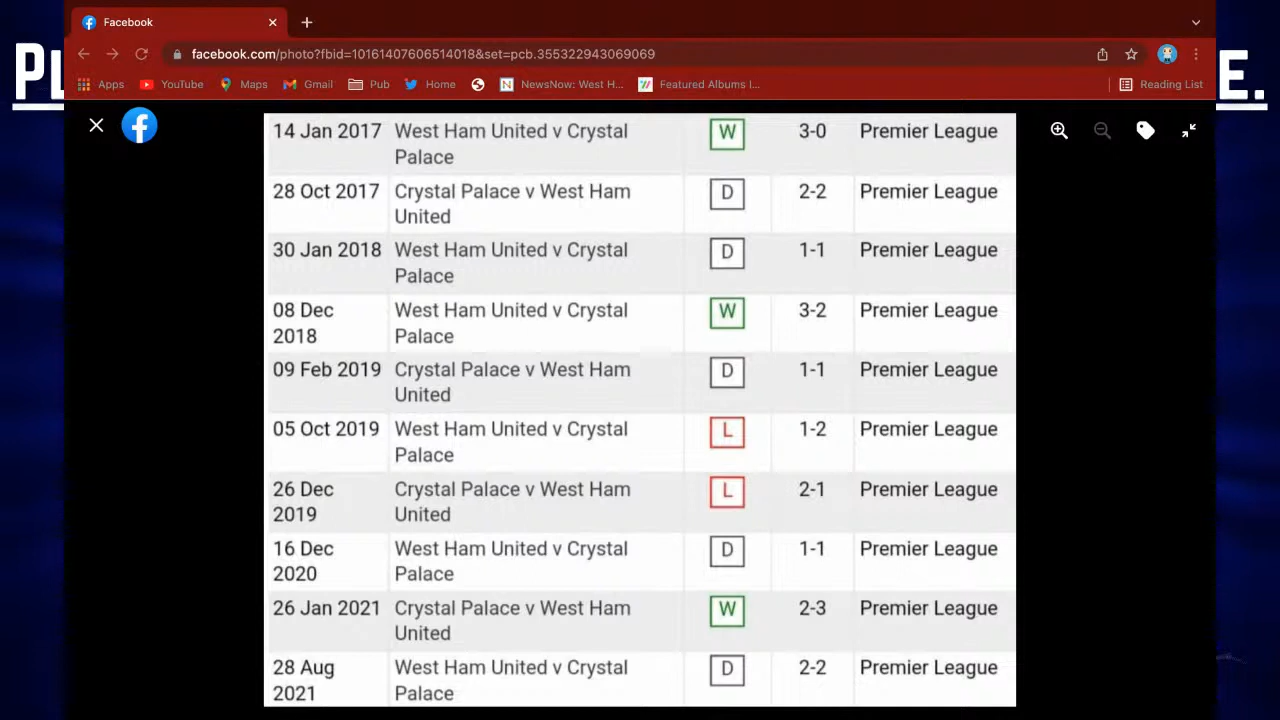 Facebook
facebook.com/photo?fbid=10161407606514018&set=pcb.355322943069069
Apps YouTube Maps Gmail Pub Home NewsNow: West H... Featured Albums I... Reading List
PL
E.
14 Jan 2017 West Ham United v Crystal W 3-0 Premier League
Palace
28 Oct 2017 Crystal Palace v West Ham D 2-2 Premier League
United
30 Jan 2018 West Ham United v Crystal D 1-1 Premier League
Palace
08 Dec West Ham United v Crystal W 3-2 Premier League
2018 Palace
09 Feb 2019 Crystal Palace v West Ham D 1-1 Premier League
United
05 Oct 2019 West Ham United v Crystal L 1-2 Premier League
Palace
26 Dec Crystal Palace v West Ham L 2-1 Premier League
2019 United
16 Dec West Ham United v Crystal D 1-1 Premier League
2020 Palace
26 Jan 2021 Crystal Palace v West Ham W 2-3 Premier League
United
28 Aug West Ham United v Crystal D 2-2 Premier League
2021 Palace